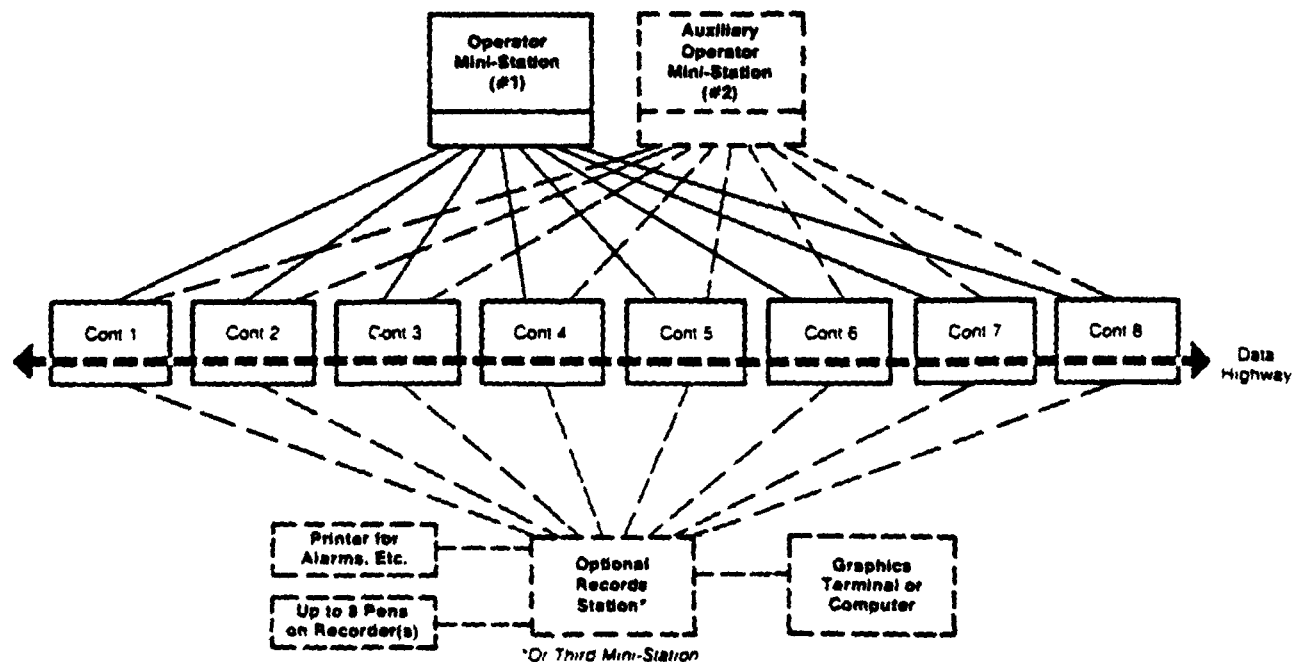 Operator
Mini-Station
(#1)
Auxiliary
Operator
Mini-Station
(#2)
Cont 1
Cont 2
Cont 3
Cont 4
Cont 5
Cont 6
Cont 7
Cont 8
Data
Highway
Printer for
Alarms, Etc.
Up to 8 Pens
on Recorder(s)
Optional
Records
Station*
Graphics
Terminal or
Computer
*Or Third Mini-Station